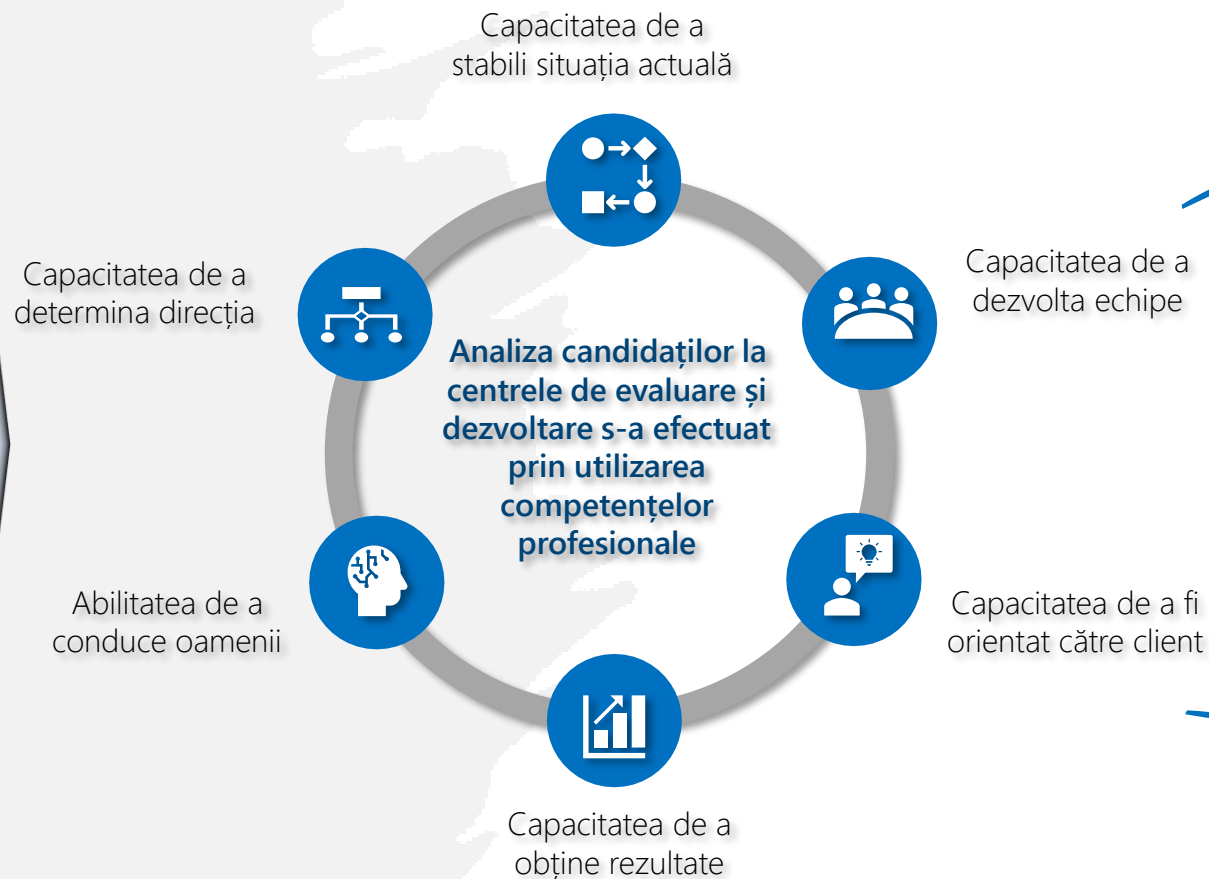 Capacitatea de a
stabili situația actuală
Capacitatea de a
determina direcția
Capacitatea de a
dezvolta echipe
Analiza candidaților la
centrele de evaluare și
dezvoltare s-a efectuat
prin utilizarea
competențelor
profesionale
Abilitatea de a
conduce oamenii
Capacitatea de a fi
orientat către client
Capacitatea de a
obține rezultate